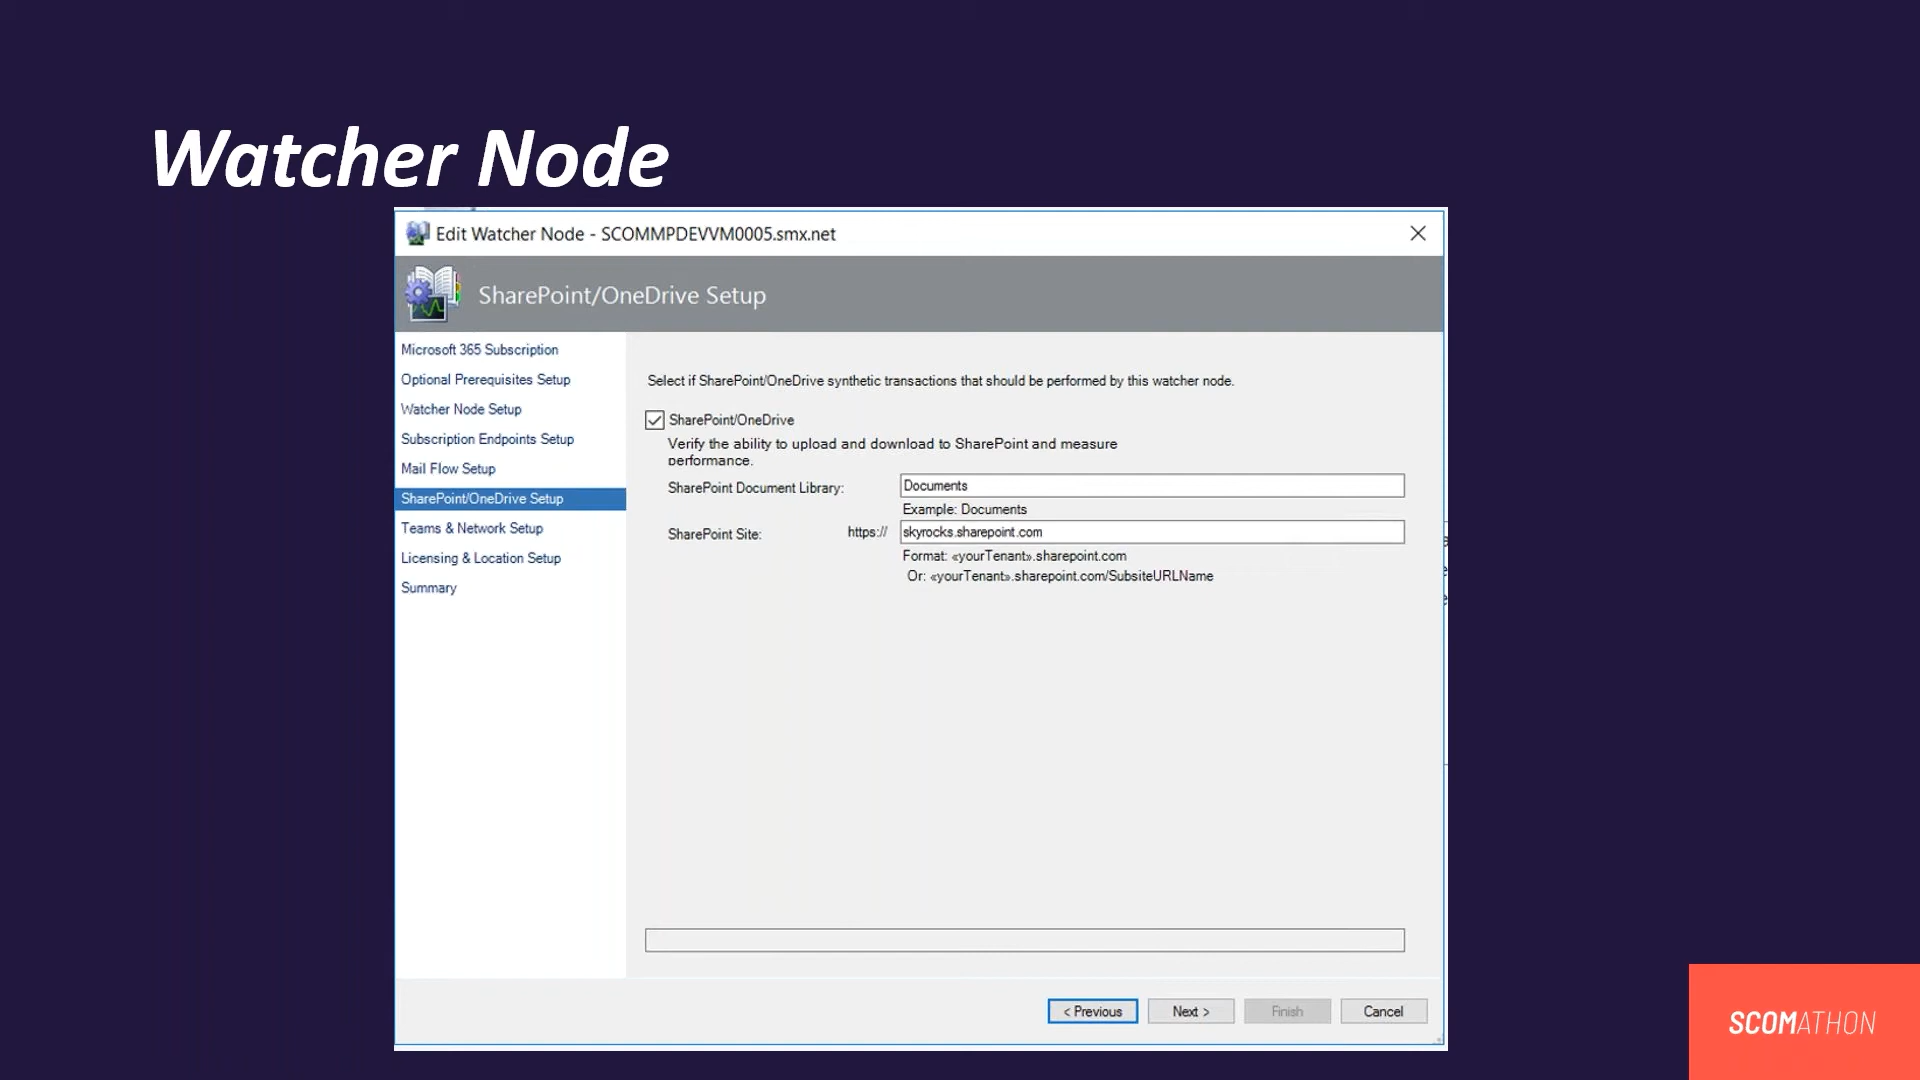 Watcher Node
Edit Watcher Node - SCOMMPDEVVM0005.smx.net
SharePoint/OneDrive Setup
Microsoft 365 Subscription
Optional Prerequisites Setup
Watcher Node Setup
Subscription Endpoints Setup
Mail Flow Setup
SharePoint/OneDrive Setup
Teams & Network Setup
Licensing & Location Setup
Summary
Select if SharePoint/OneDrive synthetic transactions that should be performed by this watcher node.
SharePoint/OneDrive
Verify the ability to upload and download to SharePoint and measure
performance.
SharePoint Document Library: Documents
Example: Documents
SharePoint Site: https:// skyrocks.sharepoint.com
Format: «yourTenant».sharepoint.com
Or: «yourTenant».sharepoint.com/SubsiteURLName
< Previous Next > Finish Cancel
SCOMATHON